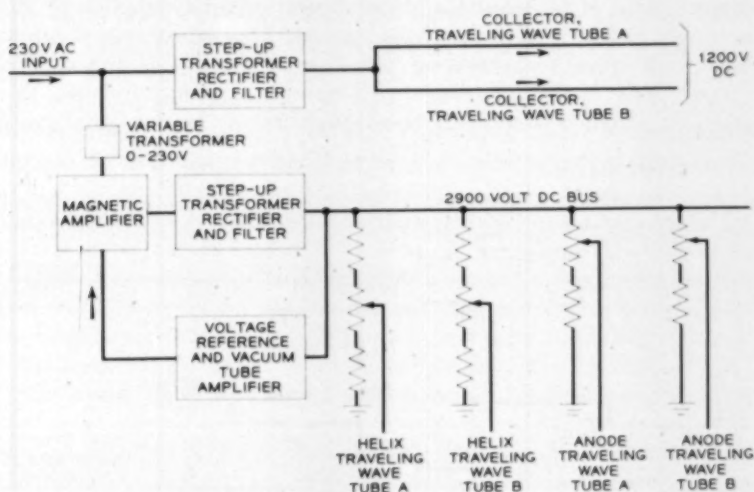 230 V AC
INPUT
STEP-UP
TRANSFORMER
RECTIFIER
AND FILTER
COLLECTOR,
TRAVELING WAVE TUBE A
COLLECTOR,
TRAVELING WAVE TUBE B
1200 V
DC
VARIABLE
TRANSFORMER
0-230V
MAGNETIC
AMPLIFIER
STEP-UP
TRANSFORMER
RECTIFIER
AND FILTER
2900 VOLT DC BUS
VOLTAGE
REFERENCE
AND VACUUM
TUBE
AMPLIFIER
HELIX
TRAVELING
WAVE
TUBE A
HELIX
TRAVELING
WAVE
TUBE B
ANODE
TRAVELING
WAVE
TUBE A
ANODE
TRAVELING
WAVE
TUBE B